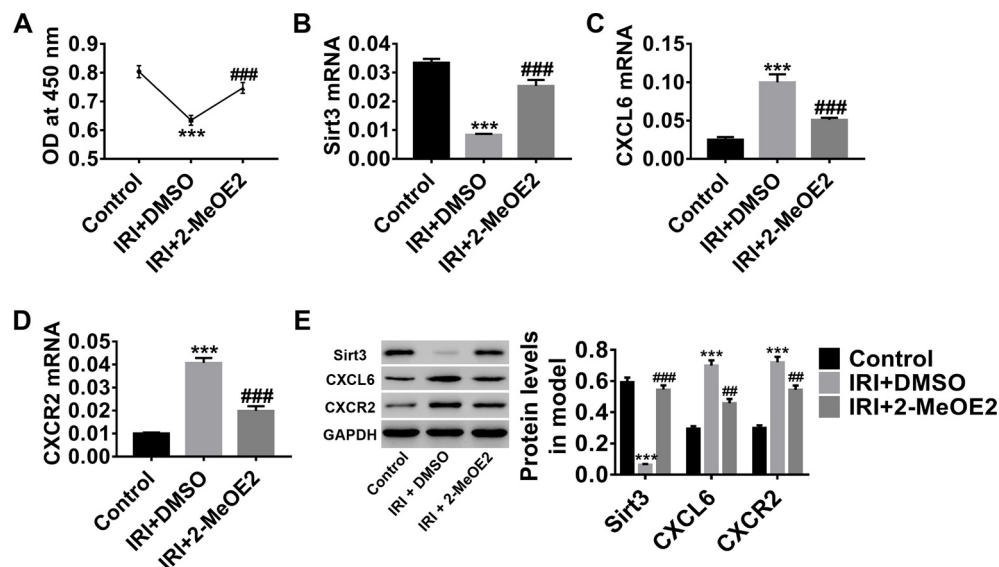 A
OD at 450 nm
0.9
0.8
0.7
0.6
0.5
***
###
Control
IRI+DMSO
IRI+2-MeOE2
B
Sirt3 mRNA
0.04
0.03
0.02
0.01
0.00
***
###
Control
IRI+DMSO
IRI+2-MeOE2
C
CXCL6 mRNA
0.15
0.10
0.05
0.00
***
###
Control
IRI+DMSO
IRI+2-MeOE2
D
CXCR2 mRNA
0.05
0.04
0.03
0.02
0.01
0.00
***
###
Control
IRI+DMSO
IRI+2-MeOE2
E
Sirt3
CXCL6
CXCR2
GAPDH
Control
IRI + DMSO
IRI + 2-MeOE2
Protein levels
in model
0.8
0.6
0.4
0.2
0.0
***
###
***
##
***
##
Sirt3
CXCL6
CXCR2
Control
IRI+DMSO
IRI+2-MeOE2